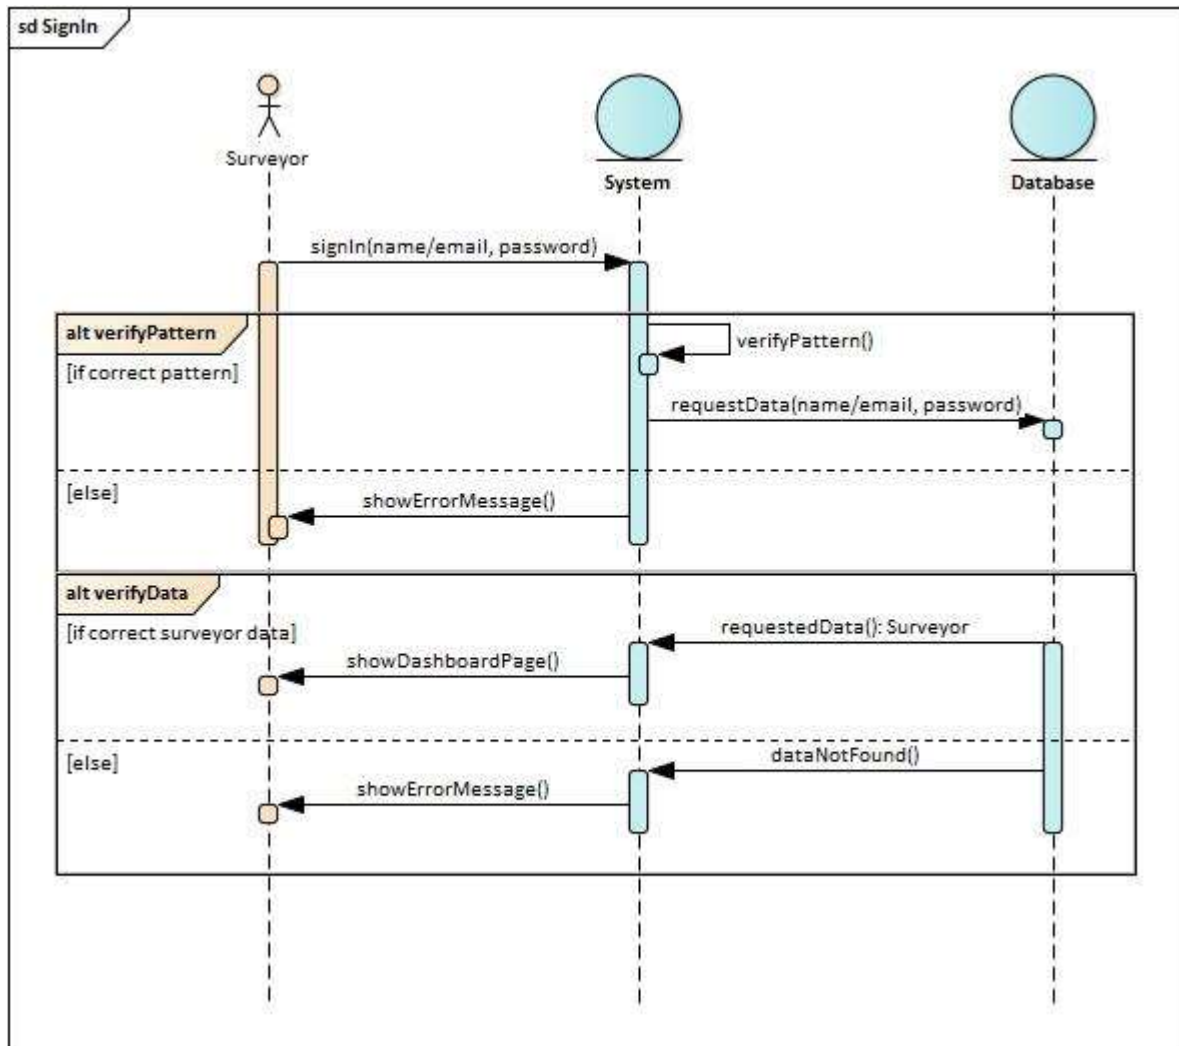 sd SignIn
Surveyor
System
Database
signIn(name/email, password)
alt verifyPattern
verifyPattern()
[if correct pattern]
requestData(name/email, password)
[else]
showErrorMessage()
alt verifyData
[if correct surveyor data]
requestedData(): Surveyor
showDashboardPage()
[else]
dataNotFound()
showErrorMessage()